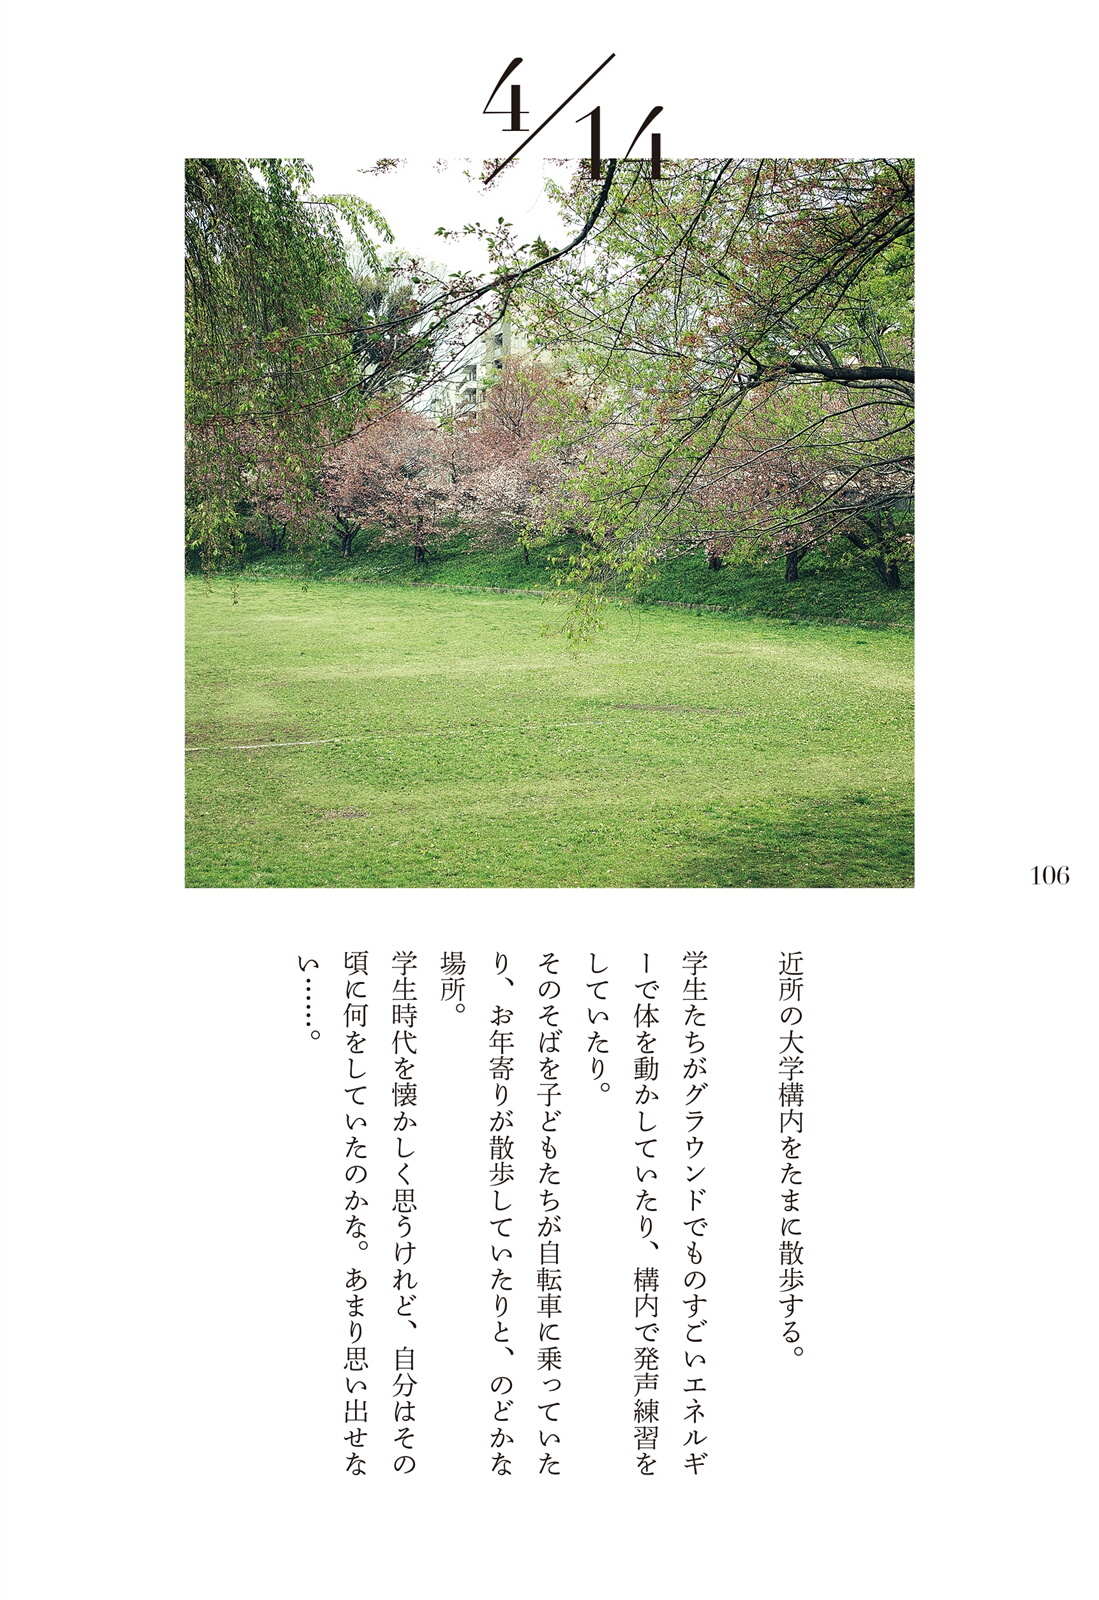 4/14
近所の大学構内をたまに散歩する。
学生たちがグラウンドでものすごいエネルギ
ーで体を動かしていたり、構内で発声練習を
していたり。
そのそばを子どもたちが自転車に乗っていた
り、お年寄りが散歩していたりと、のどかな
場所。
学生時代を懐かしく思うけれど、自分はその
頃に何をしていたのかな。あまり思い出せな
い……。
106